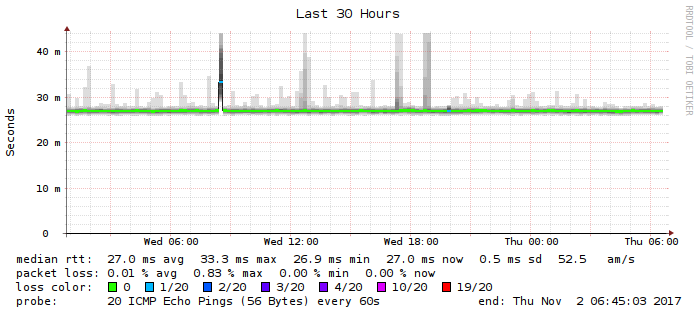 Last 30 Hours
RRDTOOL / TOBI OETIKER
Seconds
40 m
30 m
20 m
10 m
0
Wed 06:00 Wed 12:00 Wed 18:00 Thu 00:00 Thu 06:00
median rtt: 27.0 ms avg 33.3 ms max 26.9 ms min 27.0 ms now 0.5 ms sd 52.5 am/s
packet loss: 0.01 % avg 0.83 % max 0.00 % min 0.00 % now
loss color: 0 1/20 2/20 3/20 4/20 10/20 19/20
probe: 20 ICMP Echo Pings (56 Bytes) every 60s end: Thu Nov 2 06:45:03 2017